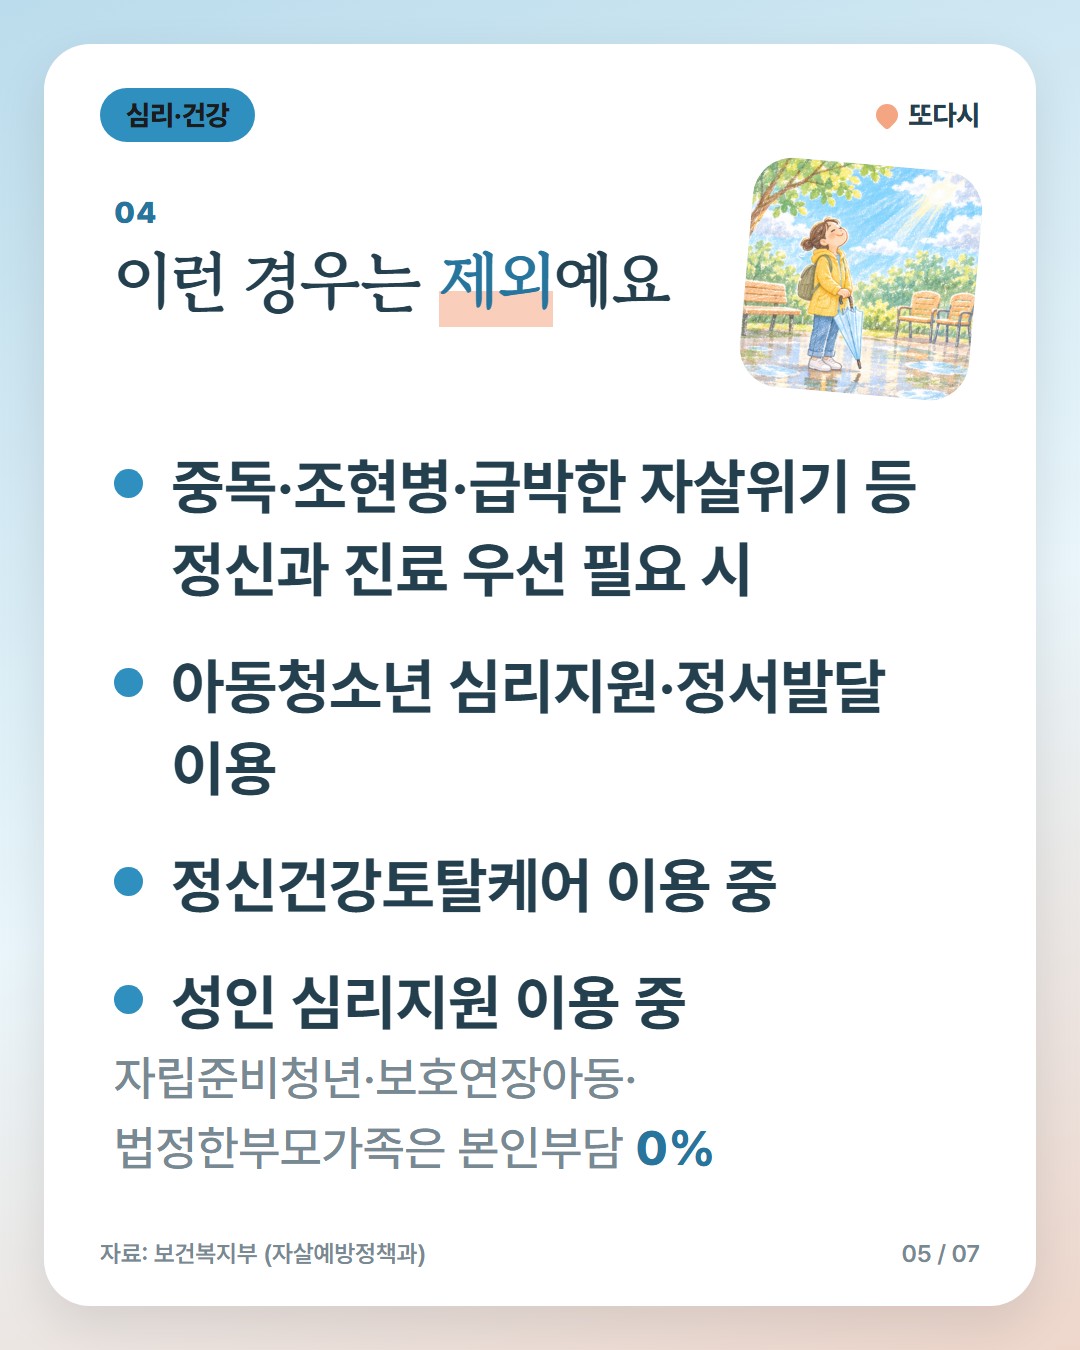 심리·건강
또다시
04
이런 경우는 제외예요
중독·조현병·급박한 자살위기 등
정신과 진료 우선 필요 시
아동청소년 심리지원·정서발달
이용
정신건강토탈케어 이용 중
성인 심리지원 이용 중
자립준비청년·보호연장아동·
법정한부모가족은 본인부담 0%
자료: 보건복지부 (자살예방정책과)
05 / 07